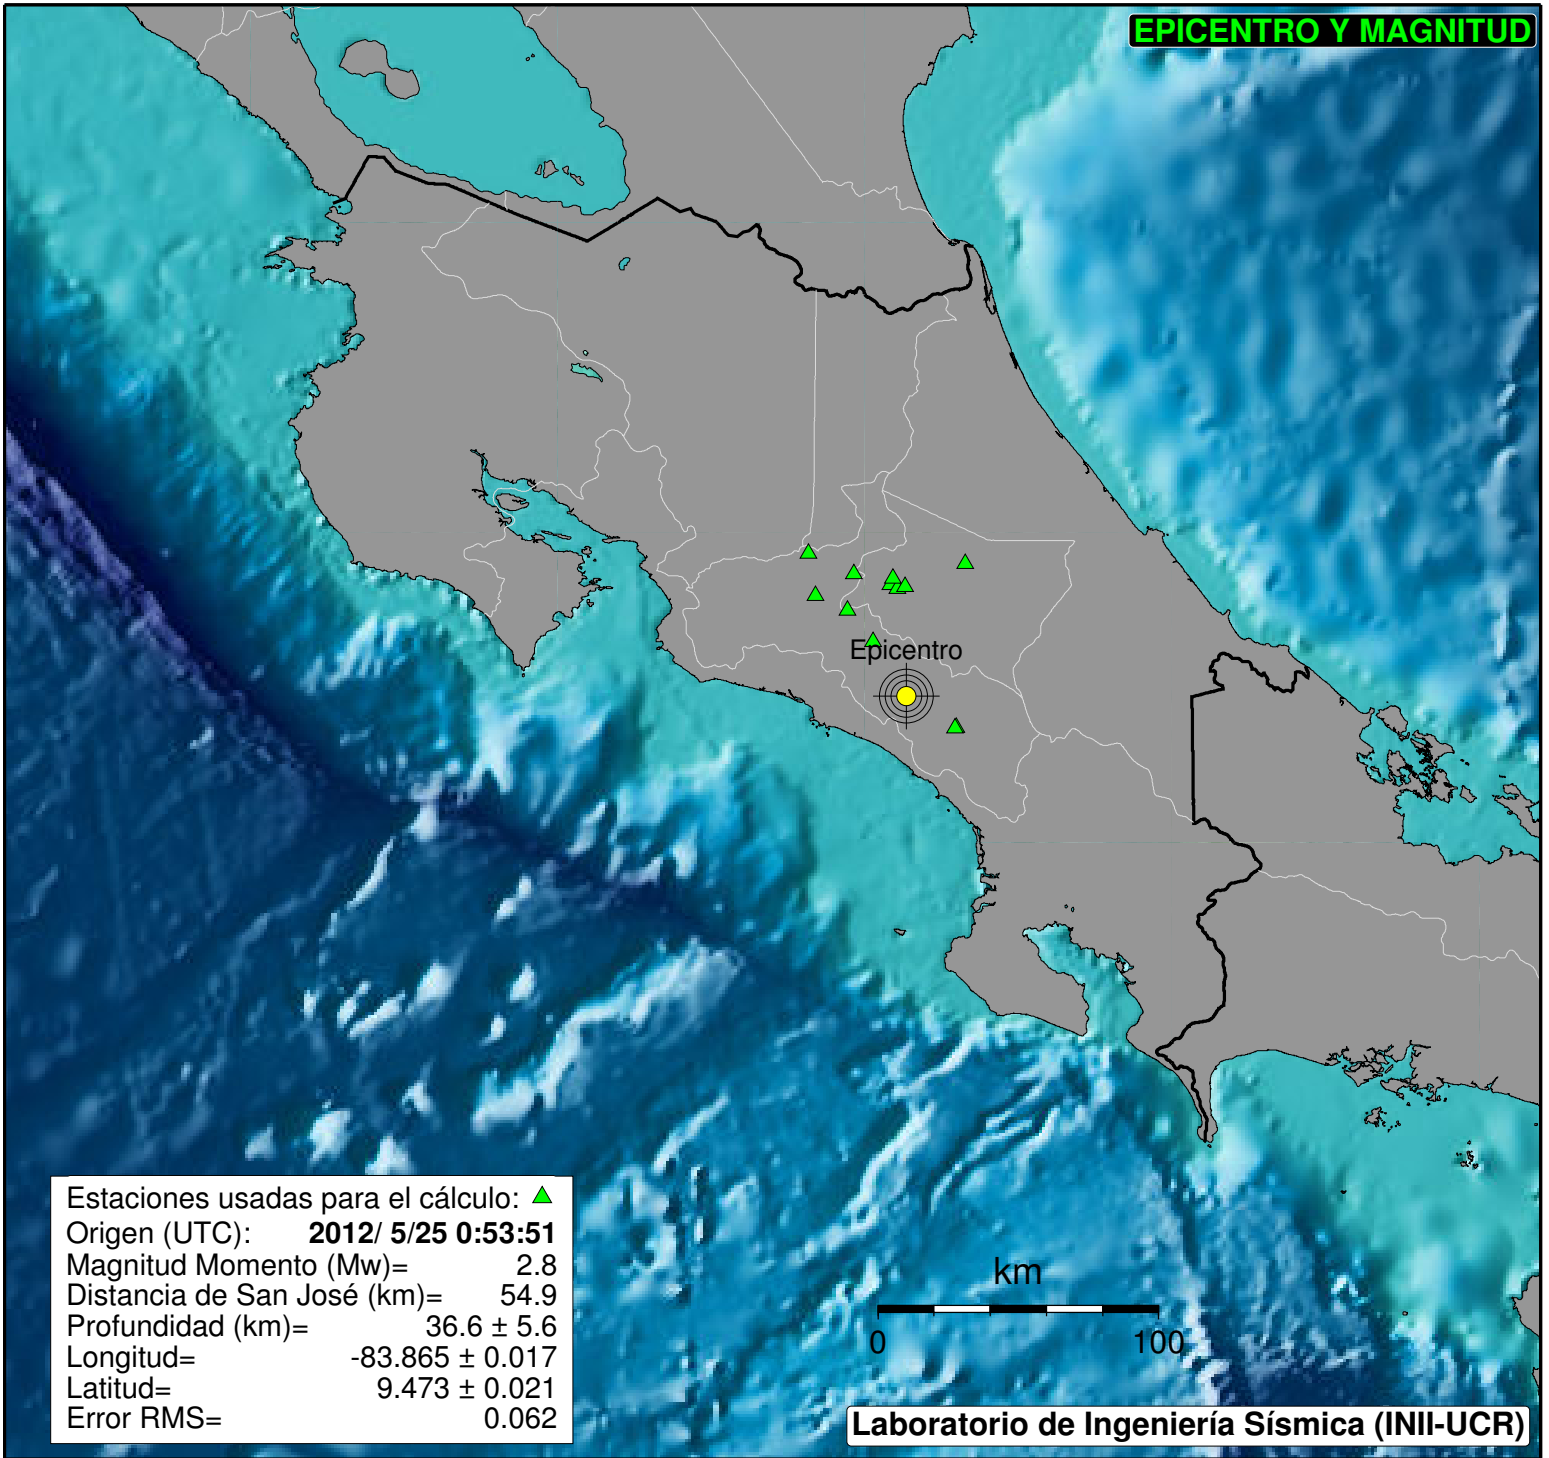 EPICENTRO Y MAGNITUD
Epicentro
Estaciones usadas para el cálculo:
Origen (UTC): 2012/ 5/25 0:53:51
Magnitud Momento (Mw)= 2.8
Distancia de San José (km)= 54.9
Profundidad (km)= 36.6 ± 5.6
Longitud= -83.865 ± 0.017
Latitud= 9.473 ± 0.021
Error RMS= 0.062
km
0 100
Laboratorio de Ingeniería Sísmica (INII-UCR)